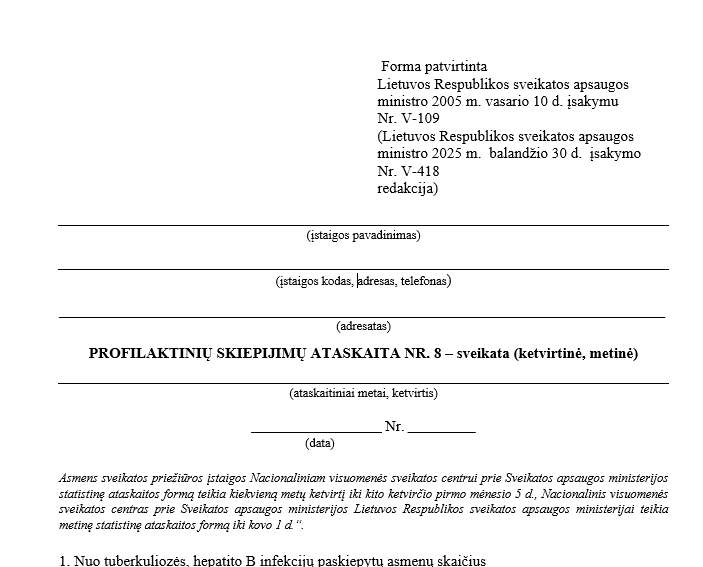 Forma patvirtinta
Lietuvos Respublikos sveikatos apsaugos
ministro 2005 m. vasario 10 d. įsakymu
Nr. V-109
(Lietuvos Respublikos sveikatos apsaugos
ministro 2025 m. balandžio 30 d. įsakymo
Nr. V-418
redakcija)
(įstaigos pavadinimas)
(įstaigos kodas, adresas, telefonas)
(adresatas)
PROFILAKTINIŲ SKIEPIJIMŲ ATASKAITA NR. 8 – sveikata (ketvirtinė, metinė)
(ataskaitiniai metai, ketvirtis)
__________________ Nr. _________
(data)
Asmens sveikatos priežiūros įstaigos Nacionaliniam visuomenės sveikatos centrui prie Sveikatos apsaugos ministerijos
statistinę ataskaitos formą teikia kiekvieną metų ketvirtį iki kito ketvirčio pirmo mėnesio 5 d., Nacionalinis visuomenės
sveikatos centras prie Sveikatos apsaugos ministerijos Lietuvos Respublikos sveikatos apsaugos ministerijai teikia
metinę statistinę ataskaitos formą iki kovo 1 d.“.
1. Nuo tuberkuliozės, hepatito B infekcijų paskiepytų asmenų skaičius